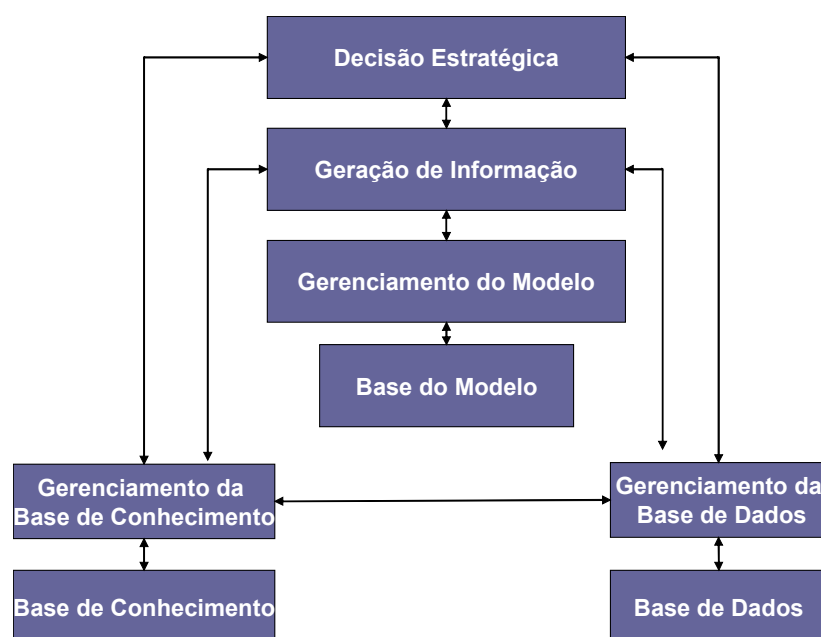 Decisão Estratégica
Geração de Informação
Gerenciamento do Modelo
Base do Modelo
Gerenciamento da
Base de Conhecimento
Gerenciamento da
Base de Dados
Base de Conhecimento
Base de Dados